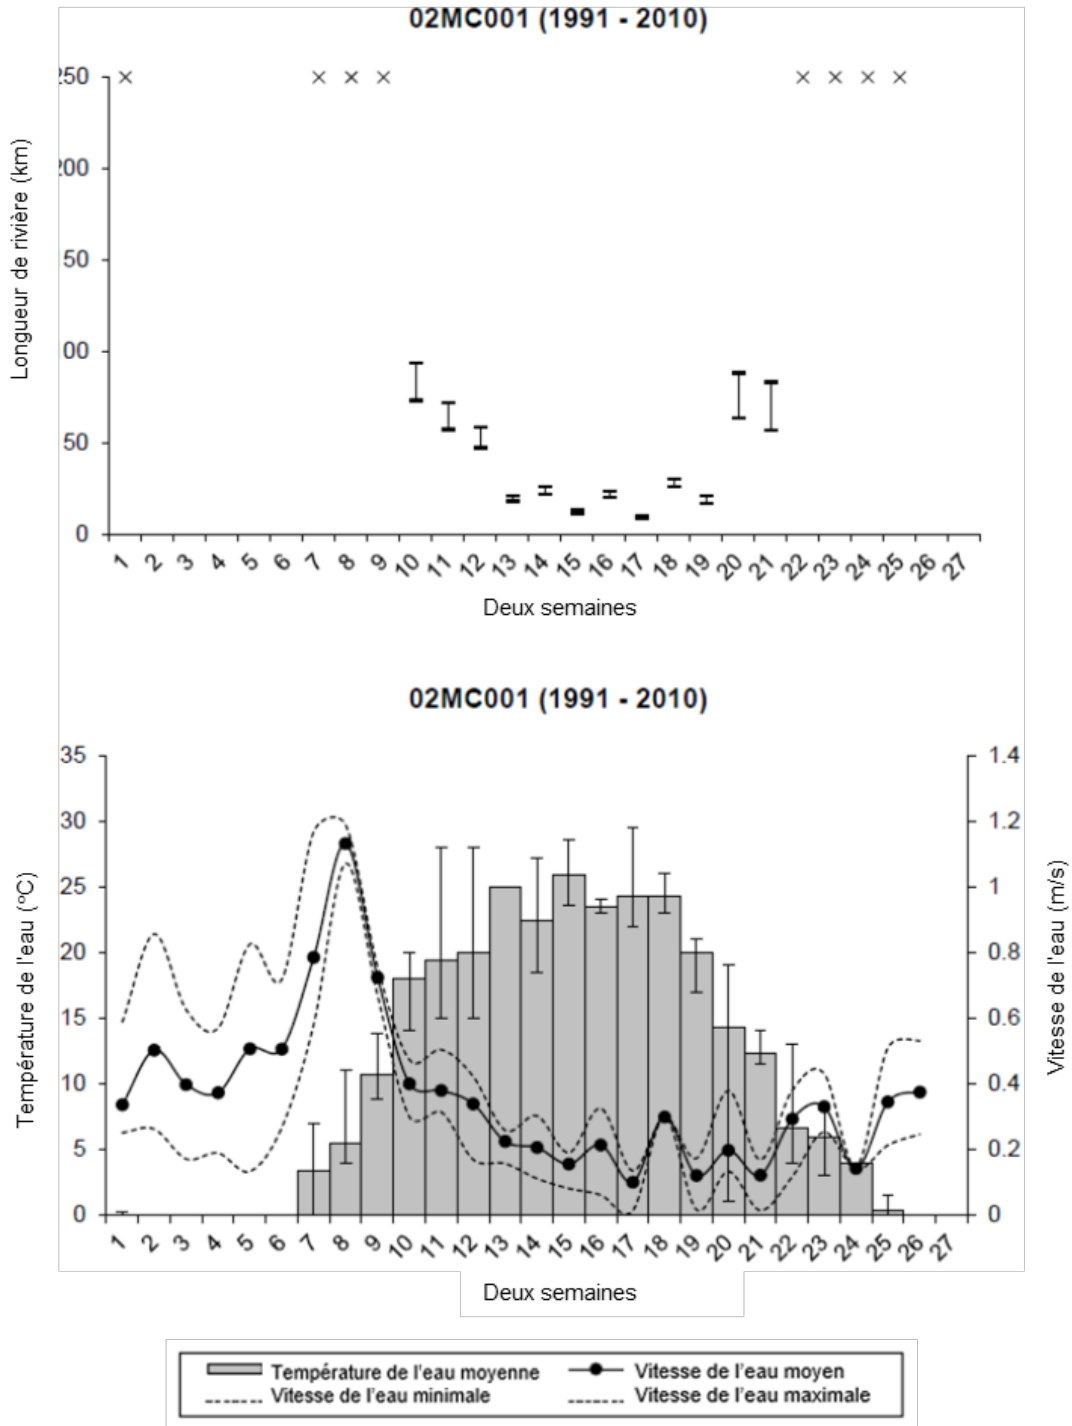 02MC001 (1991 - 2010)
Longueur de rivière (km)
250
200
50
00
50
0
1 2 3 4 5 6 7 8 9 10 11 12 13 14 15 16 17 18 19 20 21 22 23 24 25 26 27
Deux semaines
02MC001 (1991 - 2010)
Température de l'eau (°C)
35
30
25
20
15
10
5
0
1.4
1.2
1
0.8
0.6
0.4
0.2
0
Vitesse de l'eau (m/s)
1 2 3 4 5 6 7 8 9 10 11 12 13 14 15 16 17 18 19 20 21 22 23 24 25 26 27
Deux semaines
Température de l'eau moyenne Vitesse de l'eau moyen
Vitesse de l'eau minimale Vitesse de l'eau maximale